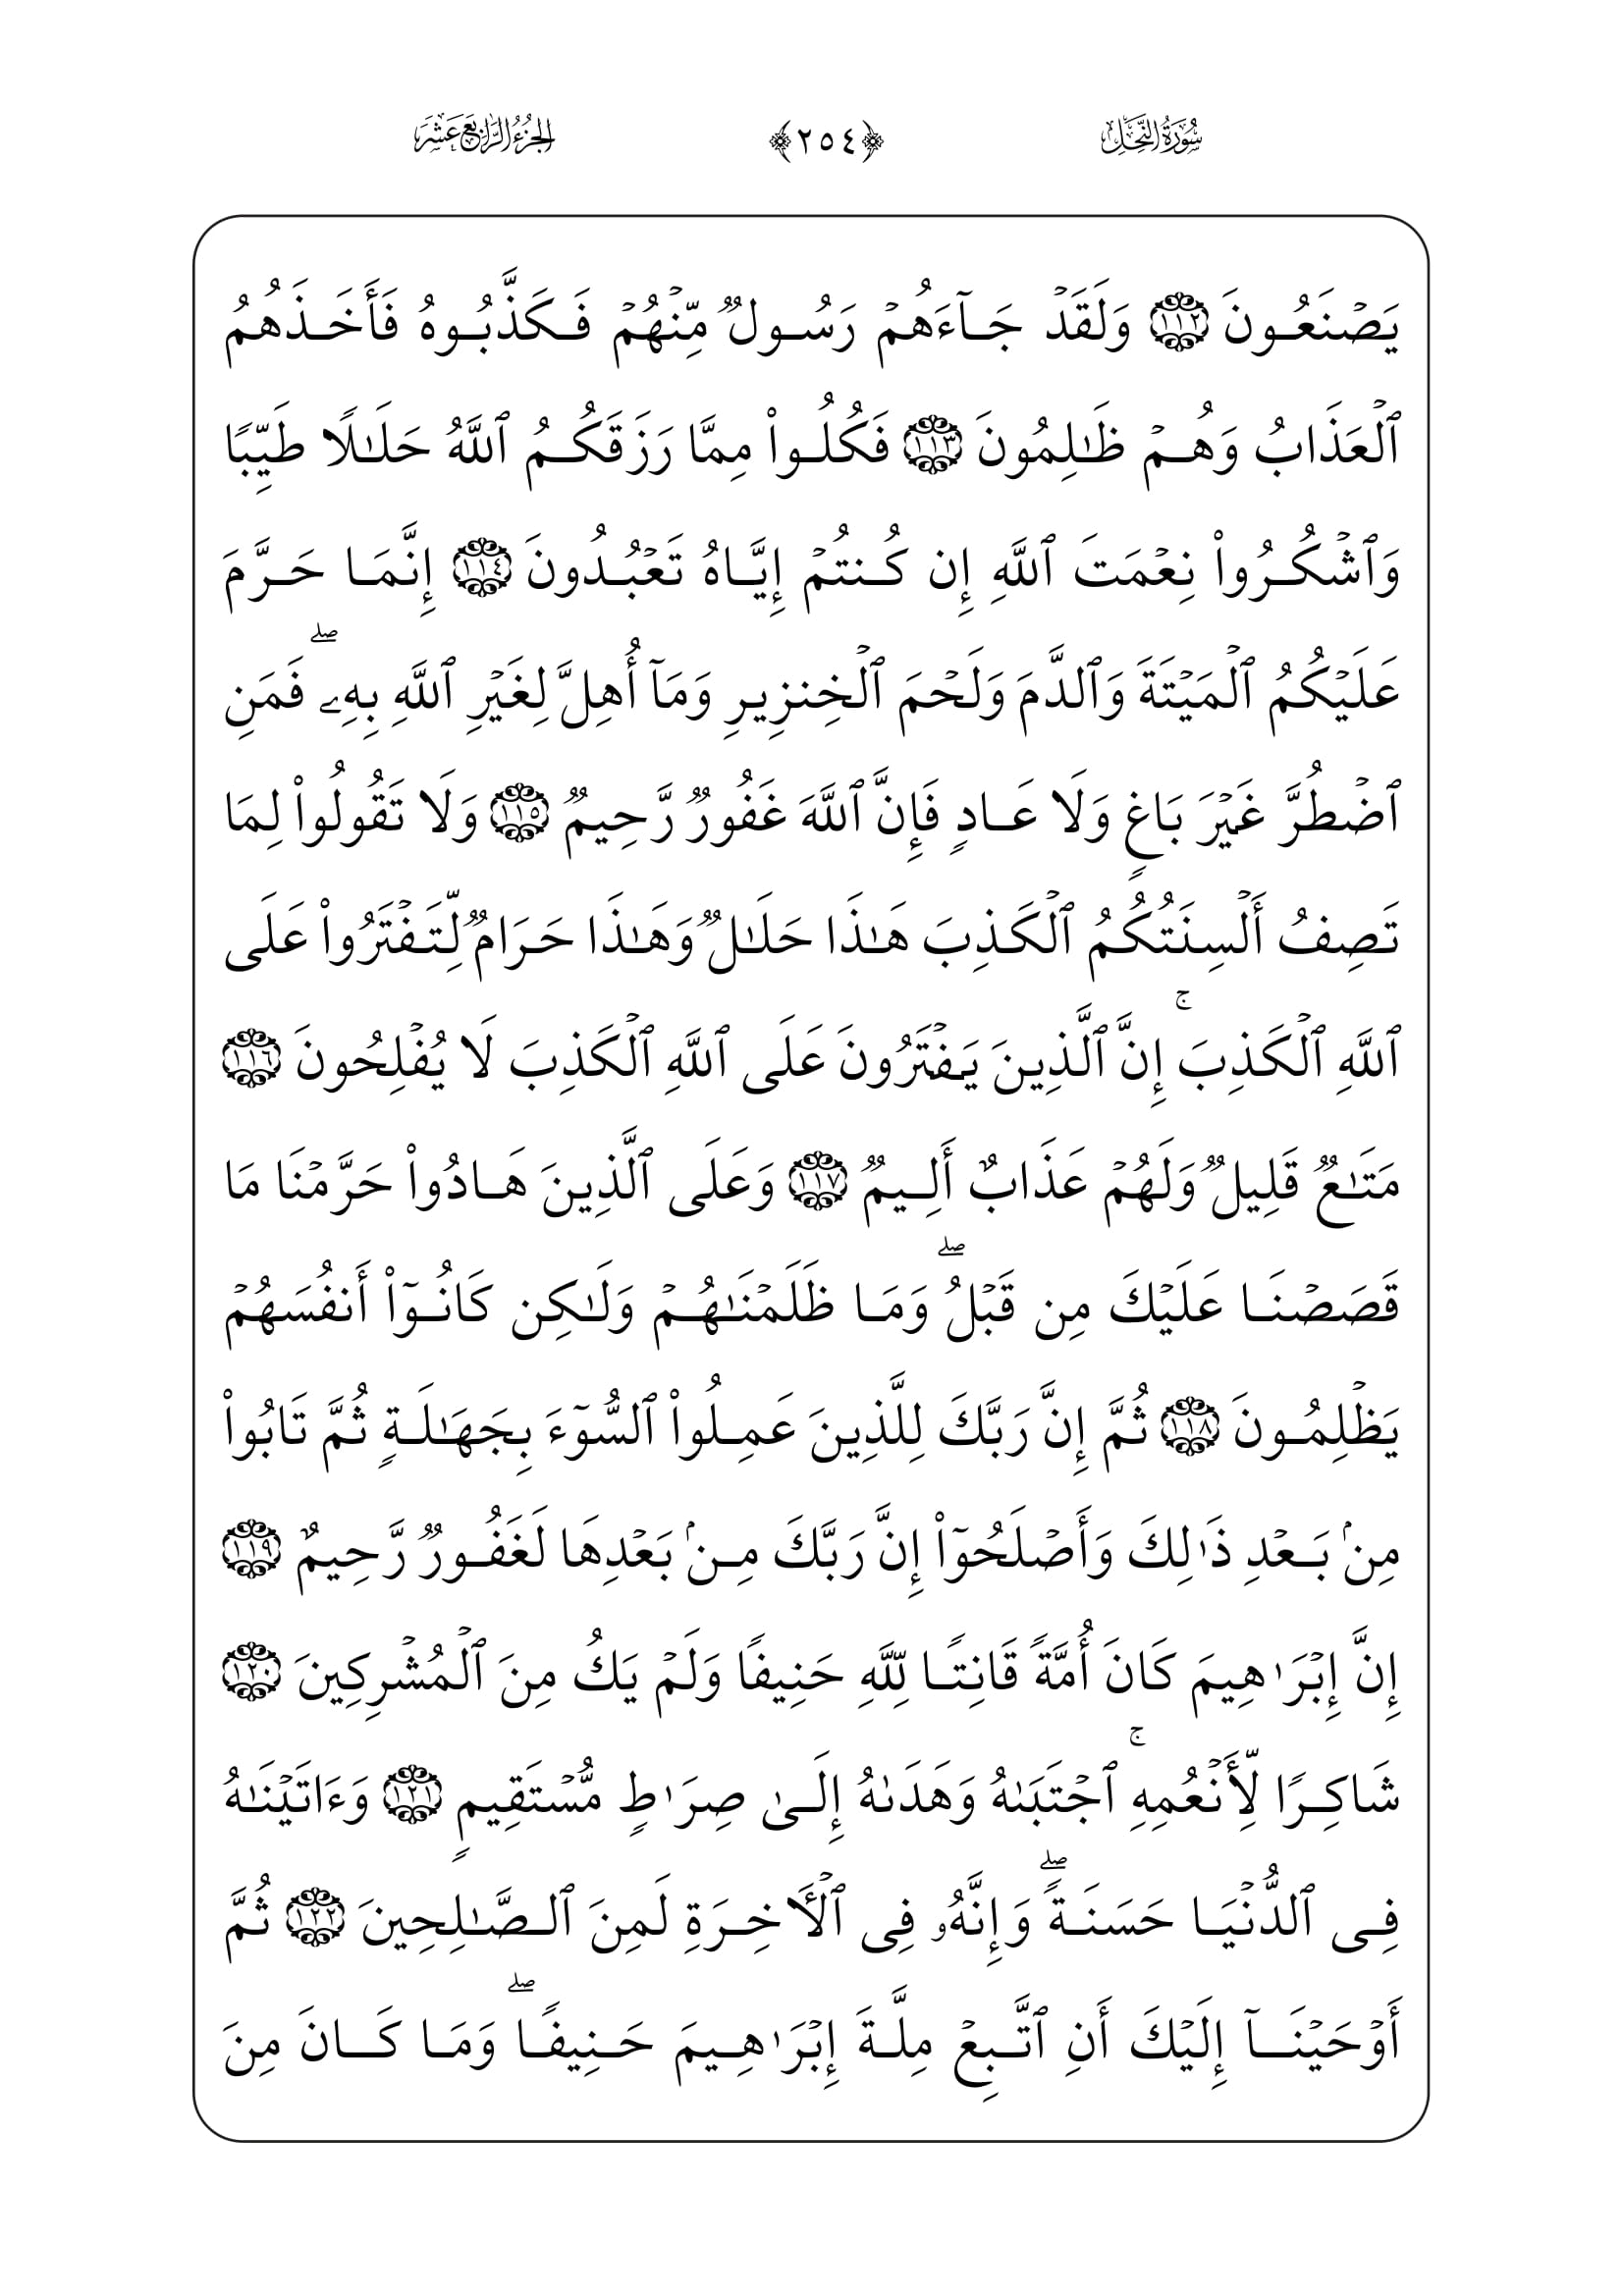 سُورَةُ النَّحْلِ ﴿٢٥٤﴾ الجُزْءُ الرَّابِعَ عَشَرَ
يَصۡنَعُونَ ١١٢ وَلَقَدۡ جَآءَهُمۡ رَسُولٞ مِّنۡهُمۡ فَكَذَّبُوهُ فَأَخَذَهُمُ
ٱلۡعَذَابُ وَهُمۡ ظَٰلِمُونَ ١١٣ فَكُلُواْ مِمَّا رَزَقَكُمُ ٱللَّهُ حَلَٰلٗا طَيِّبٗا
وَٱشۡكُرُواْ نِعۡمَتَ ٱللَّهِ إِن كُنتُمۡ إِيَّاهُ تَعۡبُدُونَ ١١٤ إِنَّمَا حَرَّمَ
عَلَيۡكُمُ ٱلۡمَيۡتَةَ وَٱلدَّمَ وَلَحۡمَ ٱلۡخِنزِيرِ وَمَآ أُهِلَّ لِغَيۡرِ ٱللَّهِ بِهِۦۖ فَمَنِ
ٱضۡطُرَّ غَيۡرَ بَاغٖ وَلَا عَادٖ فَإِنَّ ٱللَّهَ غَفُورٞ رَّحِيمٞ ١١٥ وَلَا تَقُولُواْ لِمَا
تَصِفُ أَلۡسِنَتُكُمُ ٱلۡكَذِبَ هَٰذَا حَلَٰلٞ وَهَٰذَا حَرَامٞ لِّتَفۡتَرُواْ عَلَى
ٱللَّهِ ٱلۡكَذِبَۚ إِنَّ ٱلَّذِينَ يَفۡتَرُونَ عَلَى ٱللَّهِ ٱلۡكَذِبَ لَا يُفۡلِحُونَ ١١٦
مَتَٰعٞ قَلِيلٞ وَلَهُمۡ عَذَابٌ أَلِيمٞ ١١٧ وَعَلَى ٱلَّذِينَ هَادُواْ حَرَّمۡنَا مَا
قَصَصۡنَا عَلَيۡكَ مِن قَبۡلُۖ وَمَا ظَلَمۡنَٰهُمۡ وَلَٰكِن كَانُوٓاْ أَنفُسَهُمۡ
يَظۡلِمُونَ ١١٨ ثُمَّ إِنَّ رَبَّكَ لِلَّذِينَ عَمِلُواْ ٱلسُّوٓءَ بِجَهَٰلَةٖ ثُمَّ تَابُواْ
مِنۢ بَعۡدِ ذَٰلِكَ وَأَصۡلَحُوٓاْ إِنَّ رَبَّكَ مِنۢ بَعۡدِهَا لَغَفُورٞ رَّحِيمٌ ١١٩
إِنَّ إِبۡرَٰهِيمَ كَانَ أُمَّةٗ قَانِتٗا لِّلَّهِ حَنِيفٗا وَلَمۡ يَكُ مِنَ ٱلۡمُشۡرِكِينَ ١٢٠
شَاكِرٗا لِّأَنۡعُمِهِۚ ٱجۡتَبَىٰهُ وَهَدَىٰهُ إِلَىٰ صِرَٰطٖ مُّسۡتَقِيمٖ ١٢١ وَءَاتَيۡنَٰهُ
فِي ٱلدُّنۡيَا حَسَنَةٗۖ وَإِنَّهُۥ فِي ٱلۡأٓخِرَةِ لَمِنَ ٱلصَّٰلِحِينَ ١٢٢ ثُمَّ
أَوۡحَيۡنَآ إِلَيۡكَ أَنِ ٱتَّبِعۡ مِلَّةَ إِبۡرَٰهِيمَ حَنِيفٗاۖ وَمَا كَانَ مِنَ